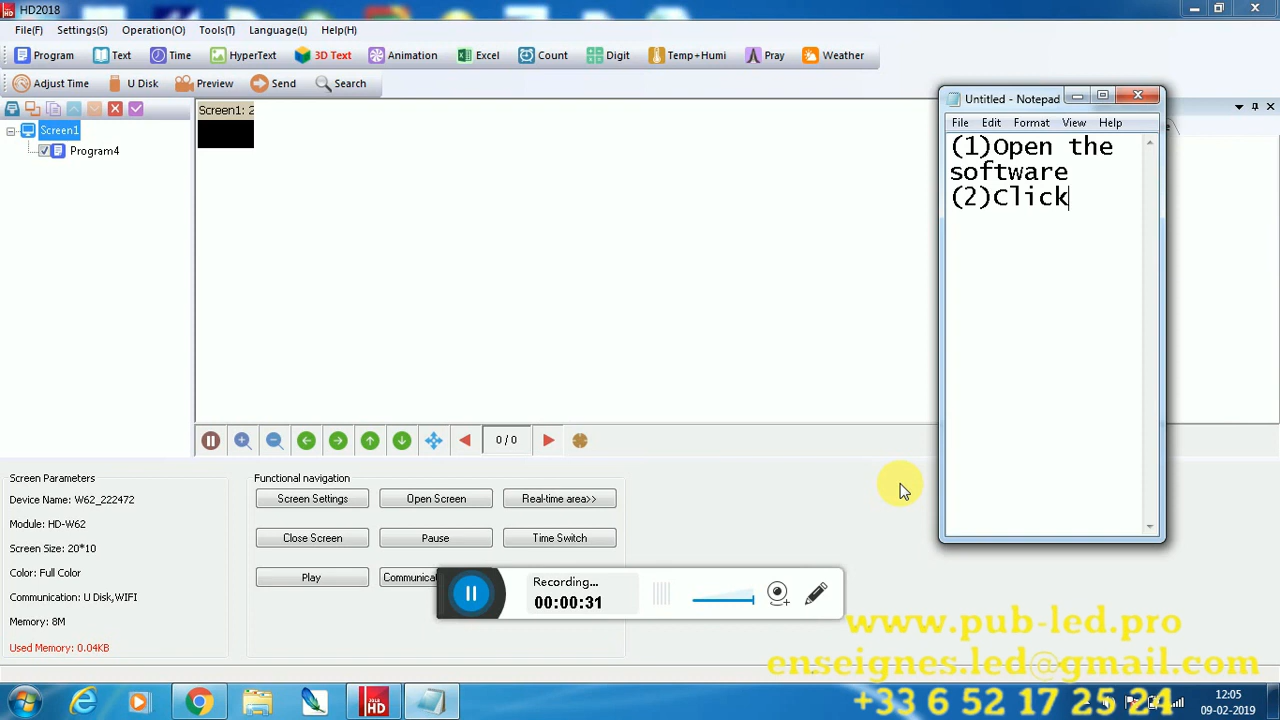 HD2018
File(F) Settings(S) Operation(O) Tools(T) Language(L) Help(H)
Program Text Time HyperText 3D Text Animation Excel Count Digit Temp+Humi Pray Weather
Adjust Time U Disk Preview Send Search
Screen1
Program4
Screen1: 2
Untitled - Notepad
File Edit Format View Help
(1)Open the
software
(2)Click
0 / 0
Screen Parameters
Device Name: W62_222472
Module: HD-W62
Screen Size: 20*10
Color: Full Color
Communication: U Disk,WIFI
Memory: 8M
Used Memory: 0.04KB
Functional navigation
Screen Settings Open Screen Real-time area>>
Close Screen Pause Time Switch
Play
Recording...
00:00:31
www.pub-led.pro
enseignes.led@gmail.com
+33 6 52 17 25 24
12:05
09-02-2019